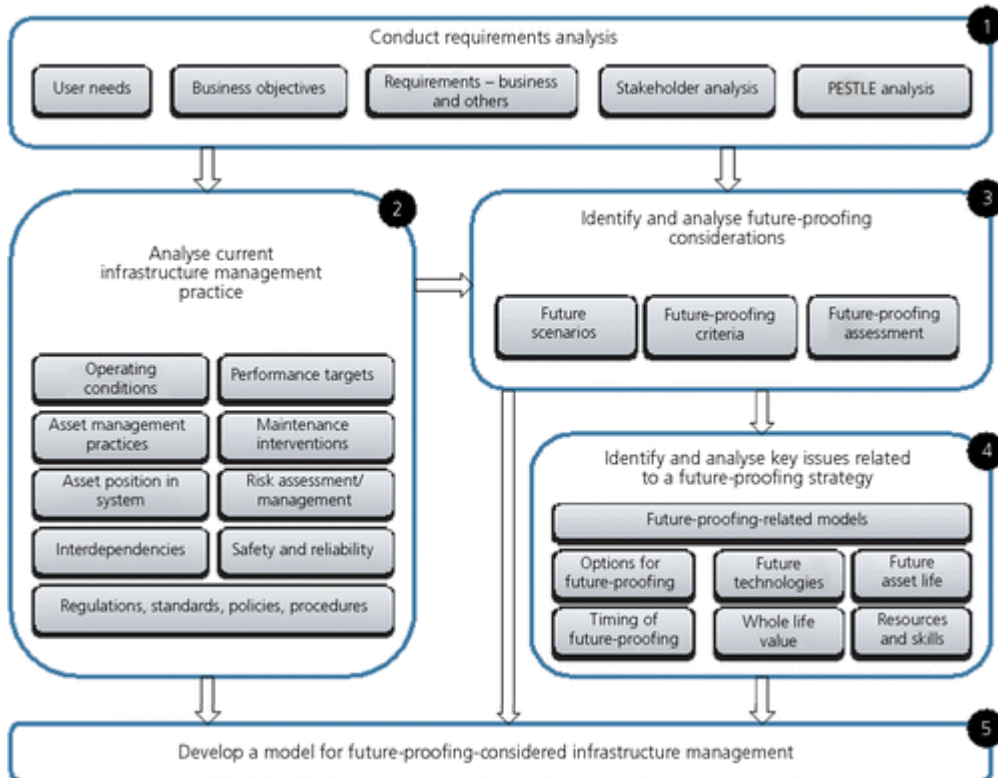 1
Conduct requirements analysis
User needs
Business objectives
Requirements – business
and others
Stakeholder analysis
PESTLE analysis
2
Analyse current
infrastructure management
practice
Operating
conditions
Performance targets
Asset management
practices
Maintenance
interventions
Asset position in
system
Risk assessment/
management
Interdependencies
Safety and reliability
Regulations, standards, policies, procedures
3
Identify and analyse future-proofing
considerations
Future
scenarios
Future-proofing
criteria
Future-proofing
assessment
4
Identify and analyse key issues related
to a future-proofing strategy
Future-proofing-related models
Options for
future-proofing
Future
technologies
Future
asset life
Timing of
future-proofing
Whole life
value
Resources
and skills
5
Develop a model for future-proofing-considered infrastructure management